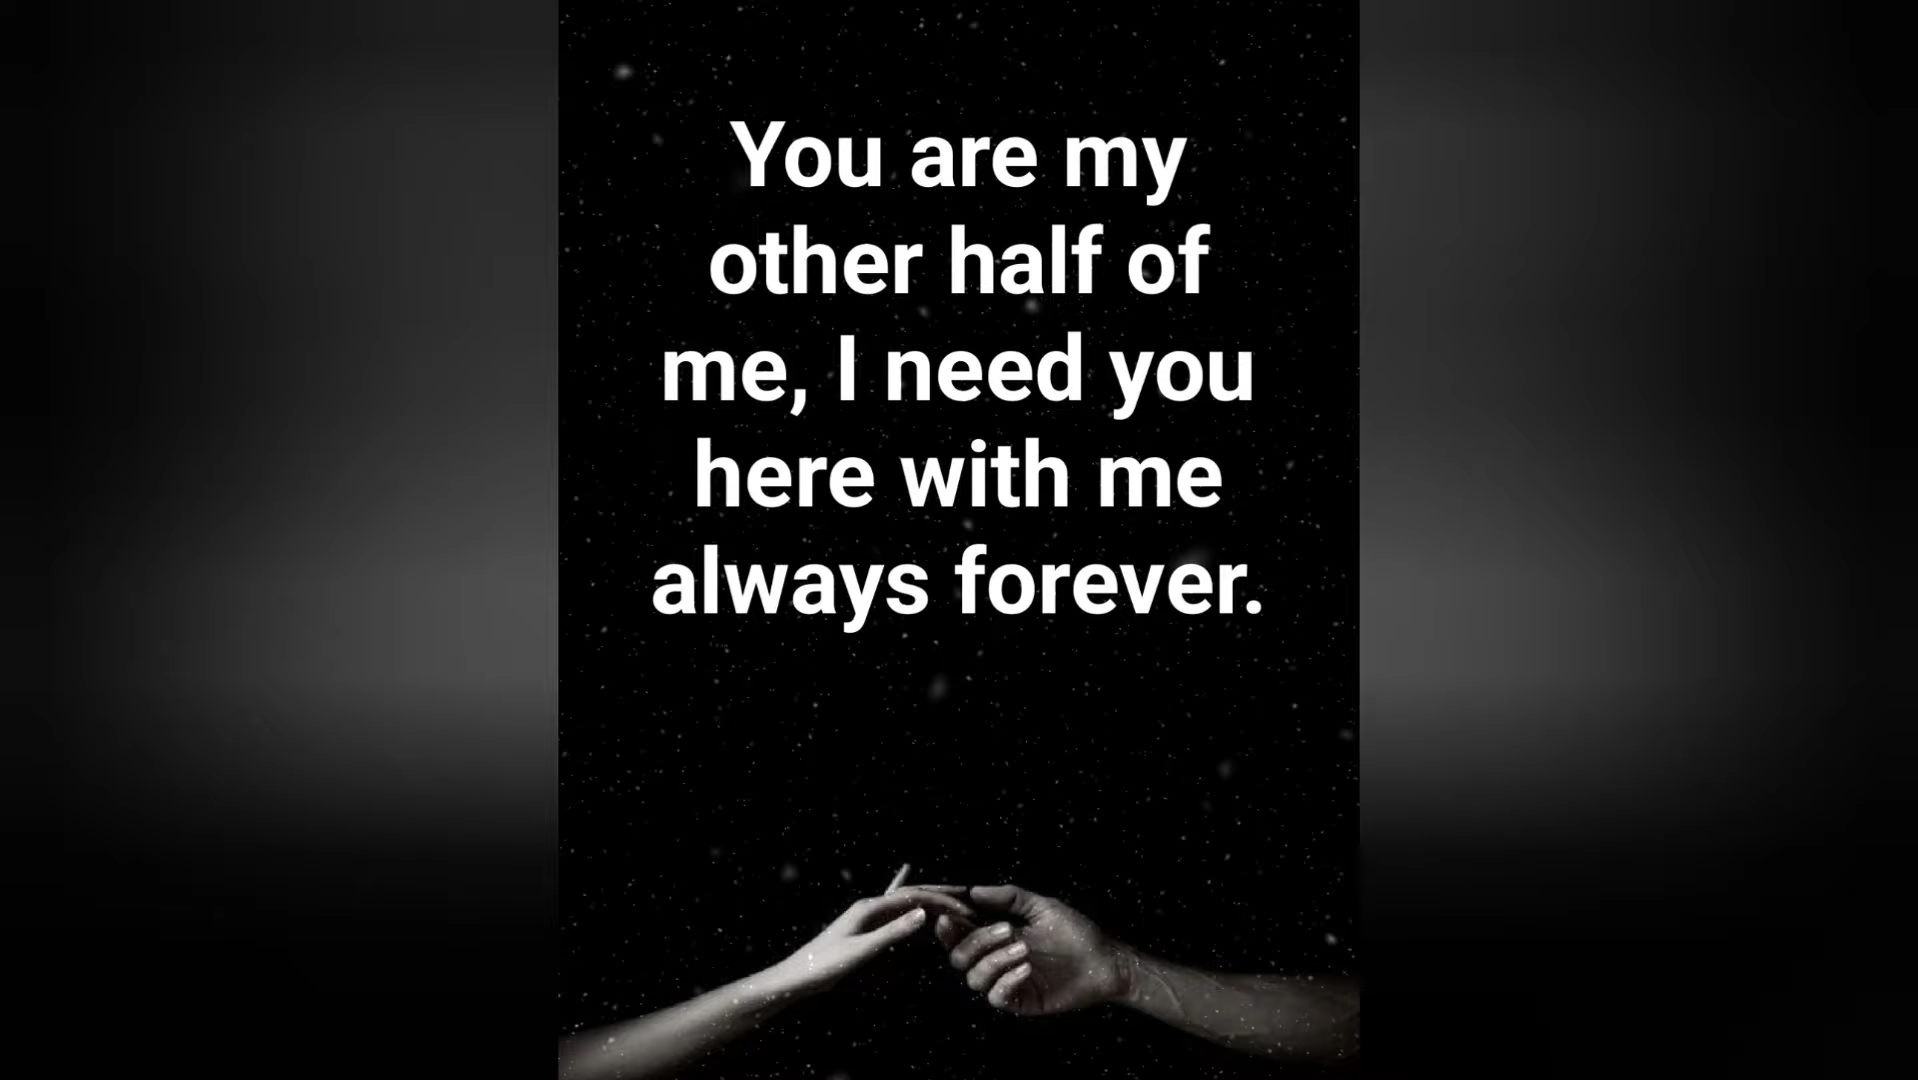 You are my
other half of
me, I need you
here with me
always forever.